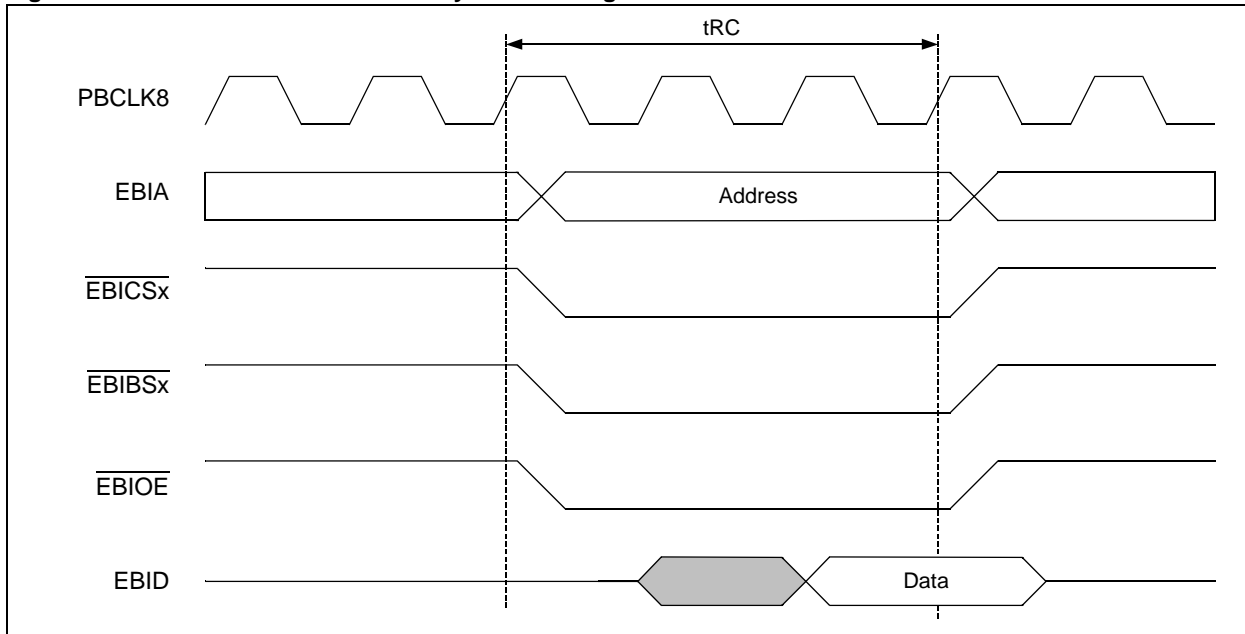 tRC
PBCLK8
EBIA
Address
EBICSx
EBIBSx
EBIOE
EBID
Data